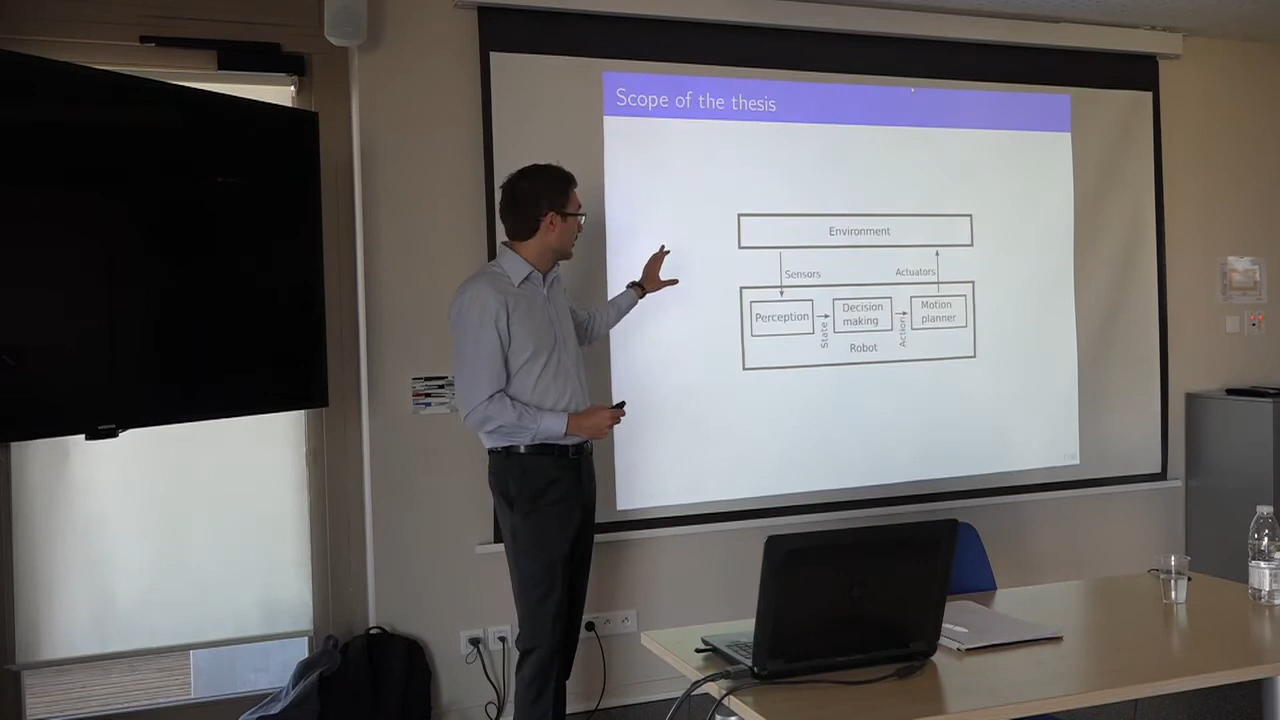 Scope of the thesis
Environment
Sensors
Actuators
Perception
State
Decision
making
Action
Motion
planner
Robot